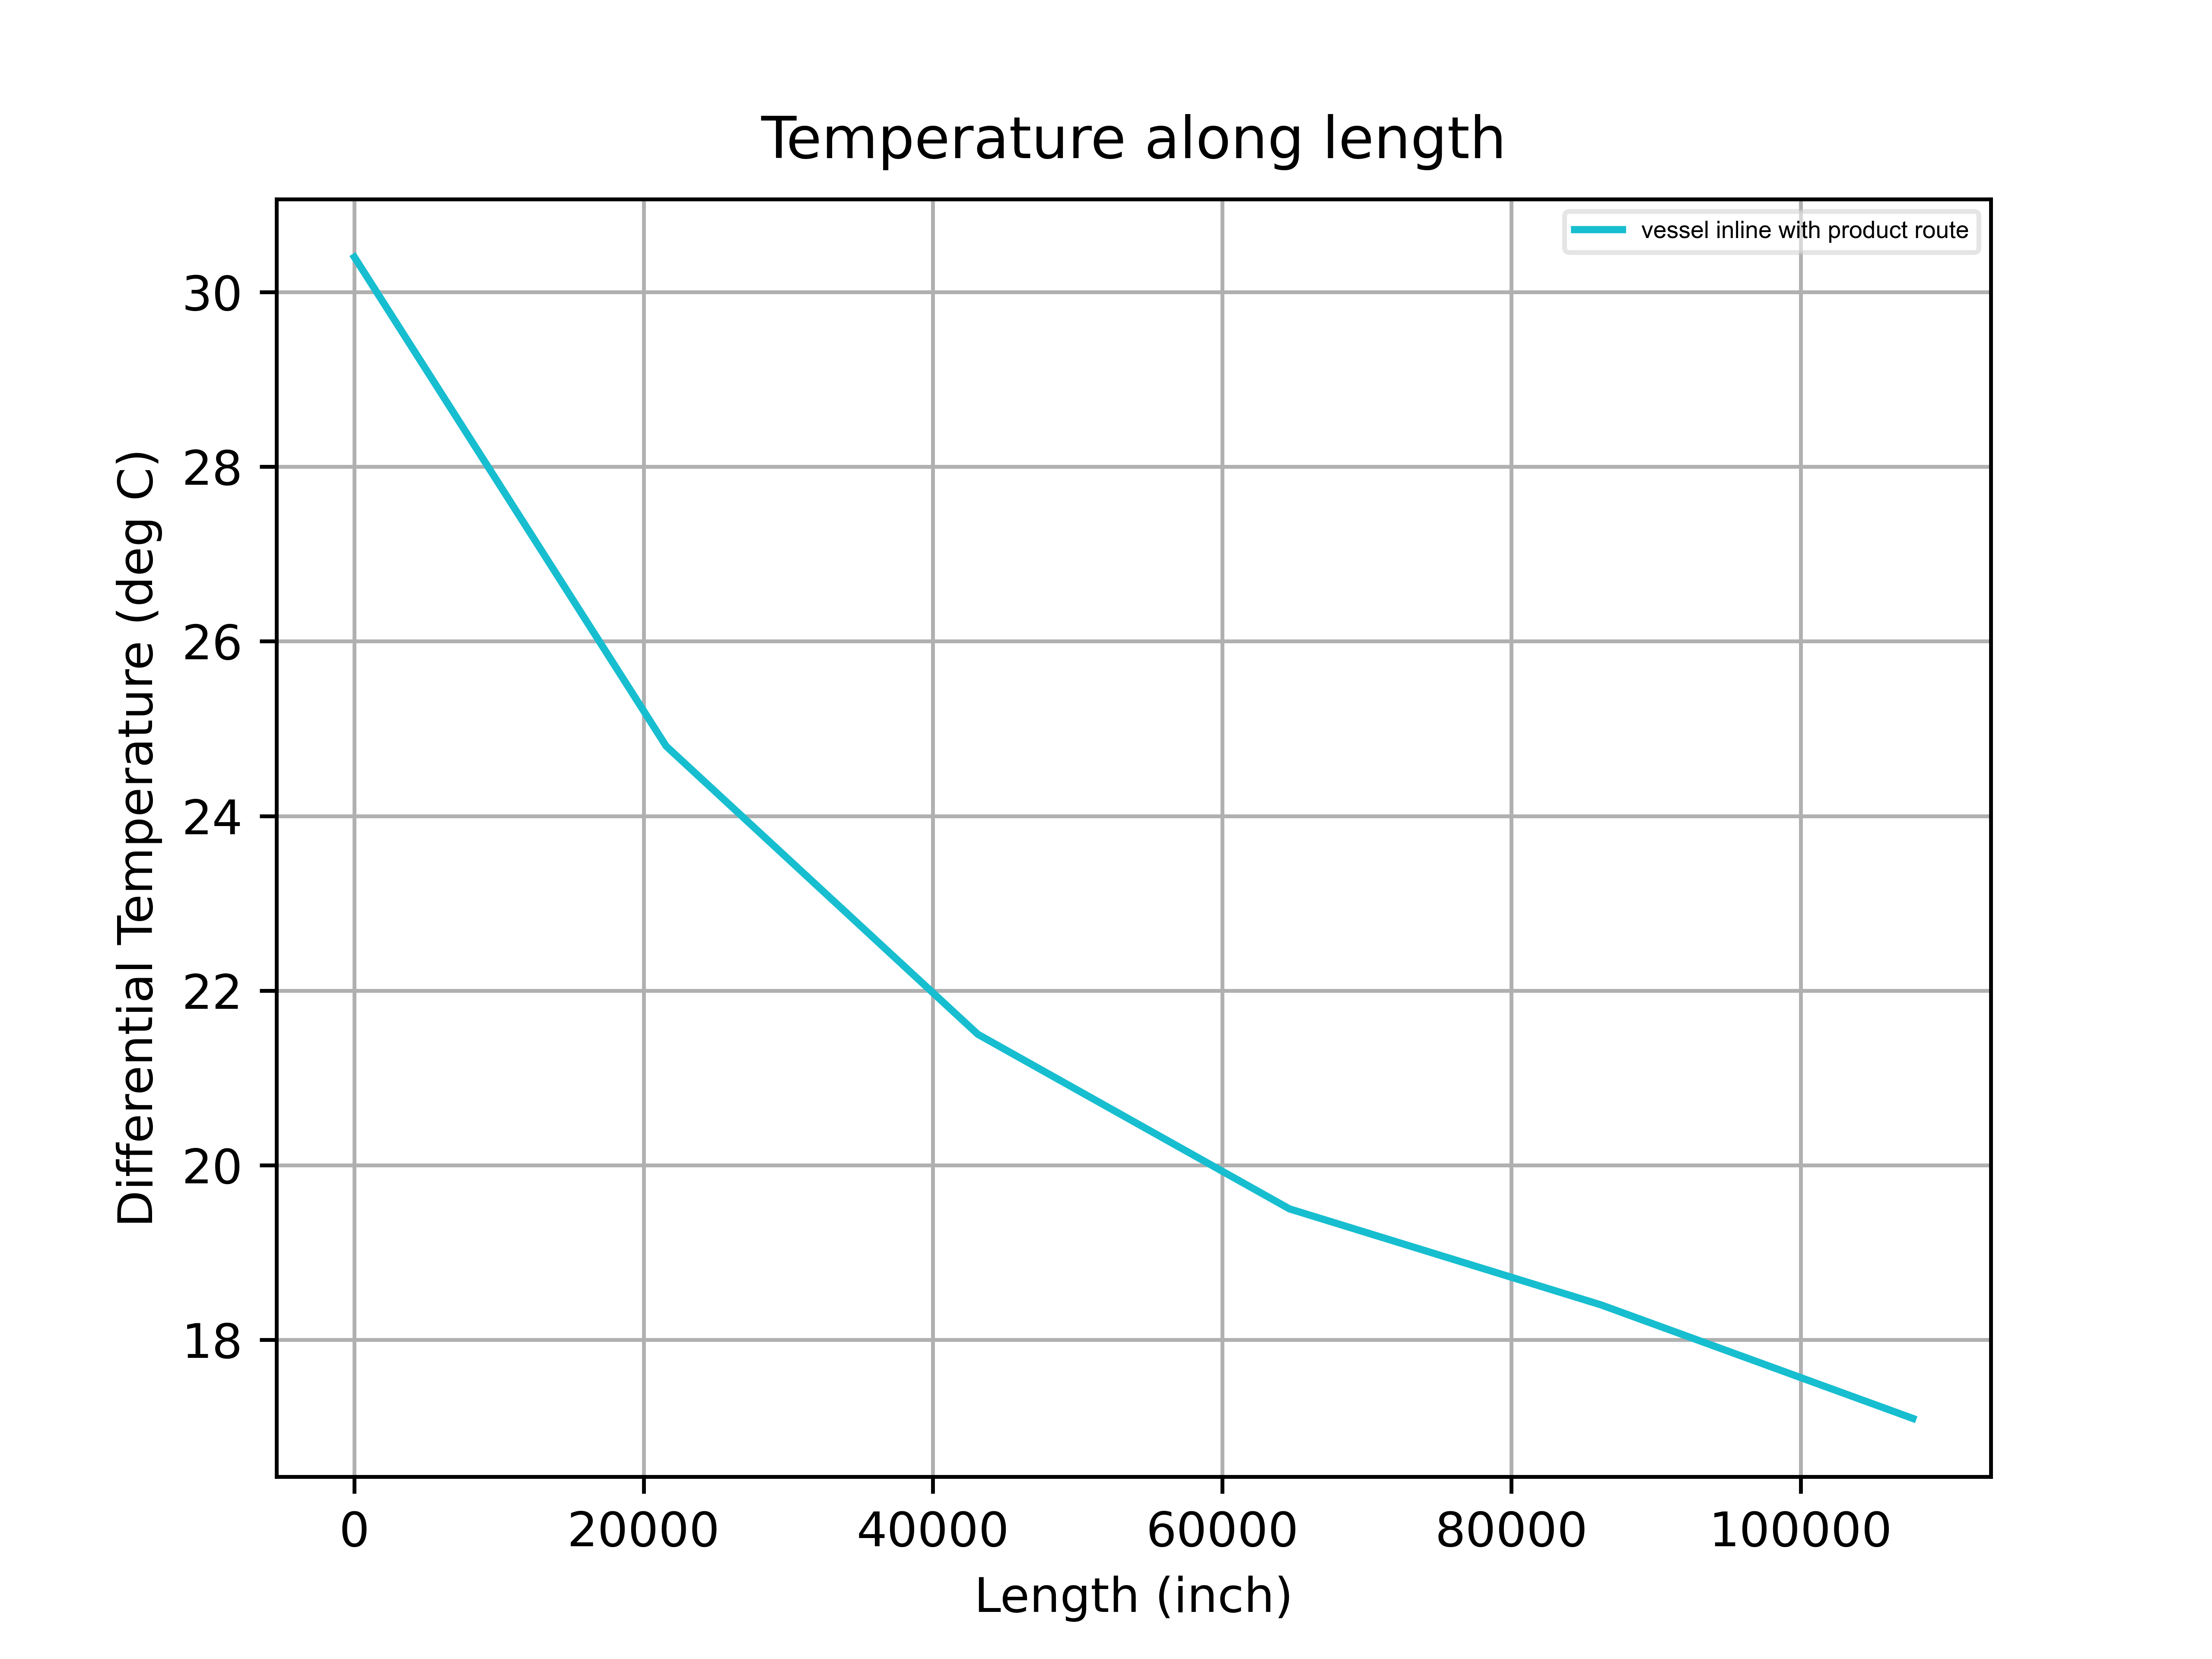 Temperature along length
vessel inline with product route
Differential Temperature (deg C)
30
28
26
24
22
20
18
0 20000 40000 60000 80000 100000
Length (inch)